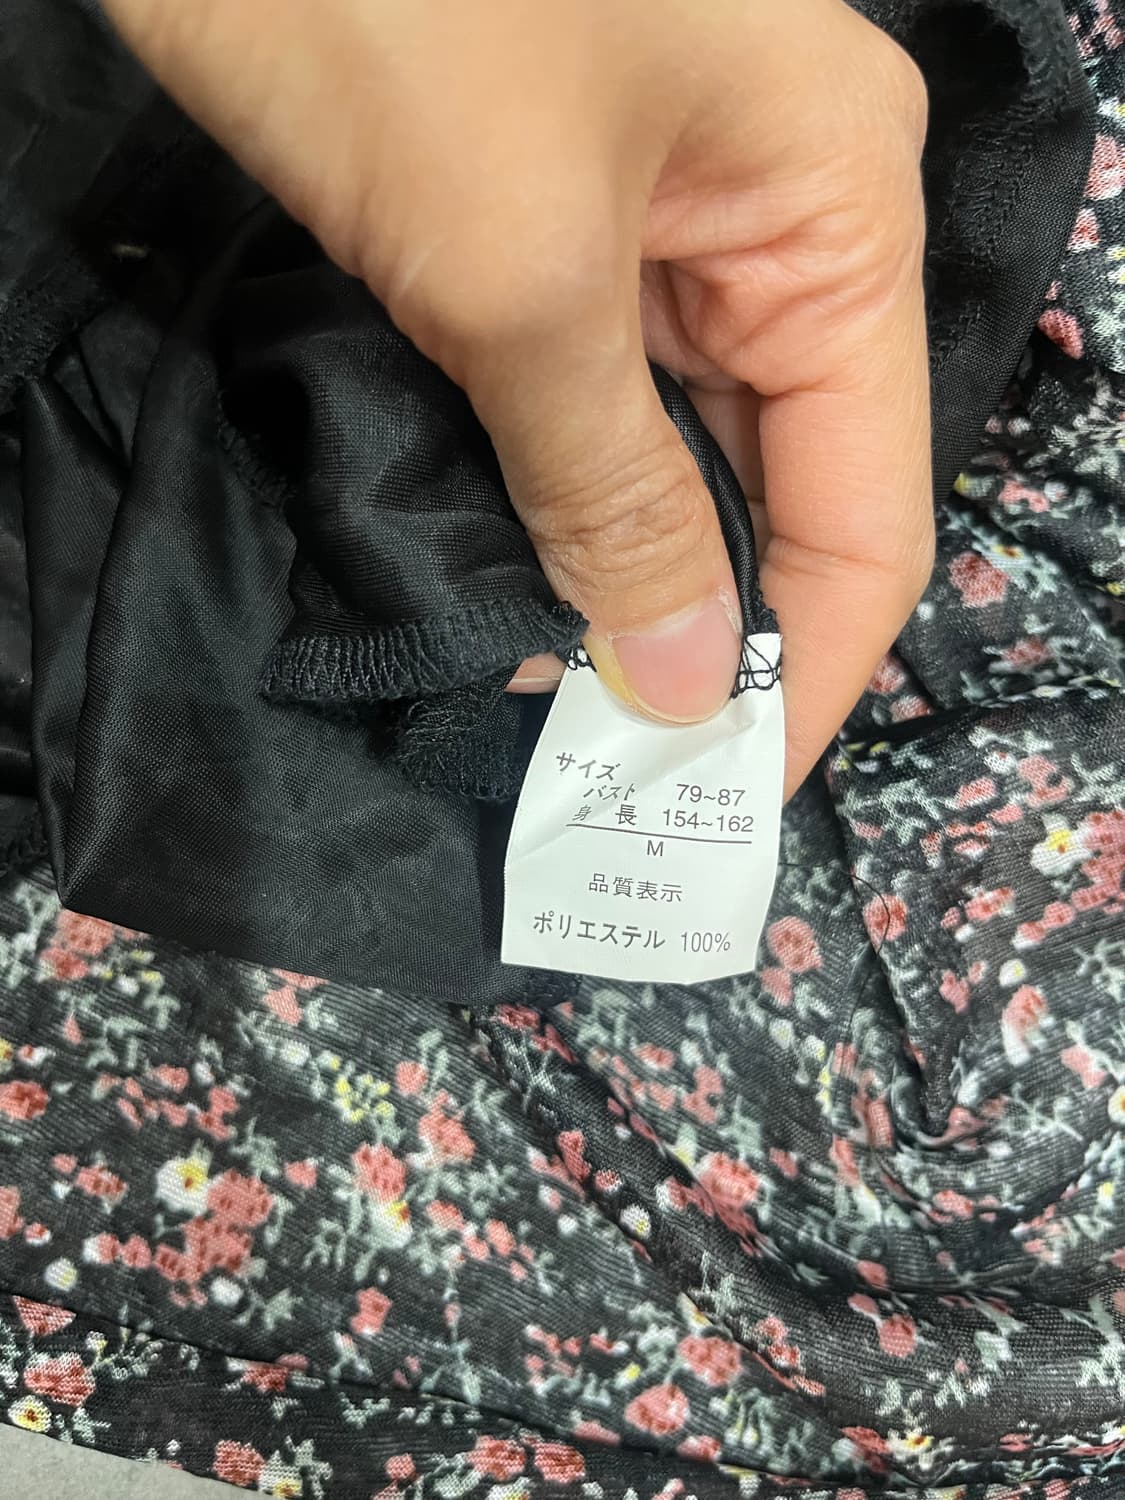 サイズ
バスト 79~87
身長 154~162
M
品質表示
ポリエステル 100%